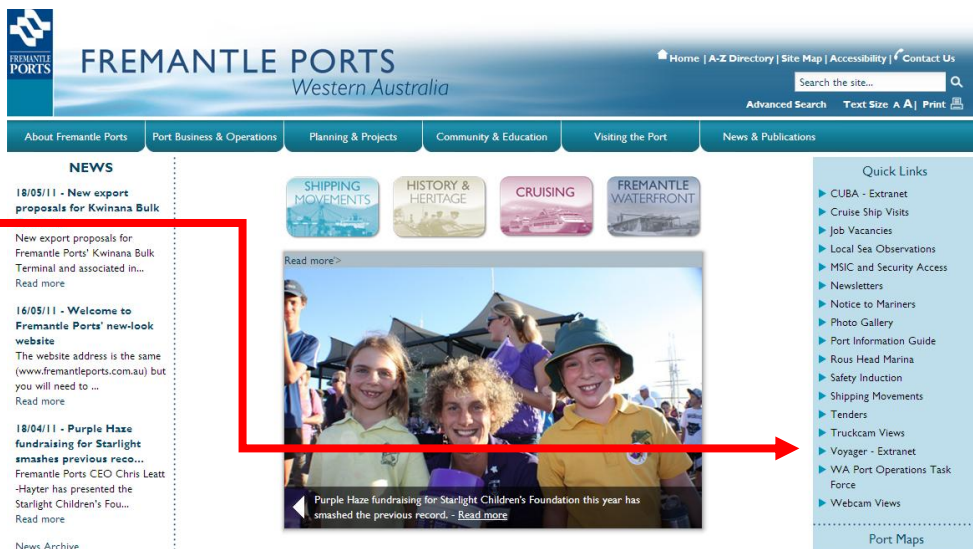 FREMANTLE
PORTS
FREMANTLE PORTS
Western Australia
Home | A-Z Directory | Site Map | Accessibility | Contact Us
Search the site...
Advanced Search Text Size A A | Print
About Fremantle Ports Port Business & Operations Planning & Projects Community & Education Visiting the Port News & Publications
NEWS
18/05/11 - New export
proposals for Kwinana Bulk
New export proposals for
Fremantle Ports' Kwinana Bulk
Terminal and associated in...
Read more
16/05/11 - Welcome to
Fremantle Ports' new-look
website
The website address is the same
(www.fremantleports.com.au) but
you will need to ...
Read more
18/04/11 - Purple Haze
fundraising for Starlight
smashes previous reco...
Fremantle Ports CEO Chris Leatt
-Hayter has presented the
Starlight Children's Fou...
Read more
News Archive
SHIPPING
MOVEMENTS
HISTORY &
HERITAGE
CRUISING
FREMANTLE
WATERFRONT
Read more'>
Purple Haze fundraising for Starlight Children's Foundation this year has
smashed the previous record. - Read more
Quick Links
CUBA - Extranet
Cruise Ship Visits
Job Vacancies
Local Sea Observations
MSIC and Security Access
Newsletters
Notice to Mariners
Photo Gallery
Port Information Guide
Rous Head Marina
Safety Induction
Shipping Movements
Tenders
Truckcam Views
Voyager - Extranet
WA Port Operations Task
Force
Webcam Views
Port Maps